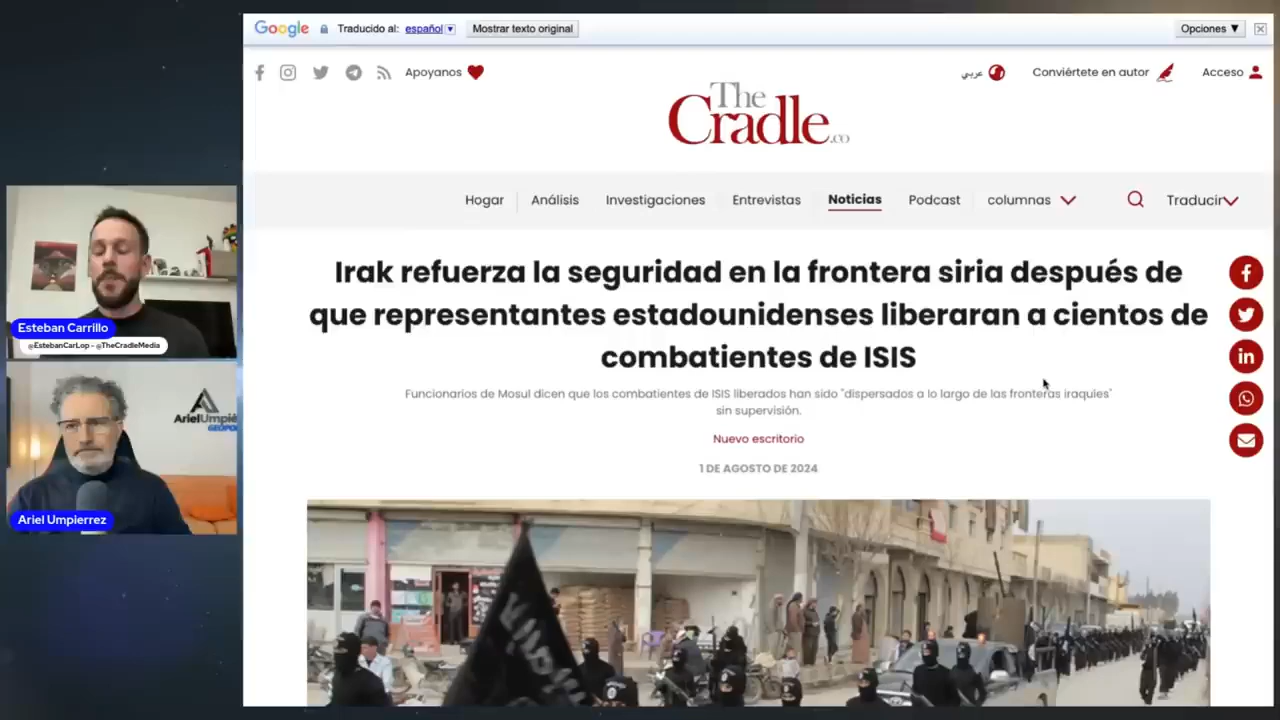 Google
Traducido al: español
Mostrar texto original
Opciones ▼
Apoyanos
عربي
Conviértete en autor
Acceso
The
Cradle.co
Hogar
Análisis
Investigaciones
Entrevistas
Noticias
Podcast
columnas
Traducir
Irak refuerza la seguridad en la frontera siria después de
que representantes estadounidenses liberaran a cientos de
combatientes de ISIS
Funcionarios de Mosul dicen que los combatientes de ISIS liberados han sido "dispersados a lo largo de las fronteras iraquíes"
sin supervisión.
Nuevo escritorio
1 DE AGOSTO DE 2024
Esteban Carrillo
@EstebanCarLop - @TheCradleMedia
Ariel Umpierrez